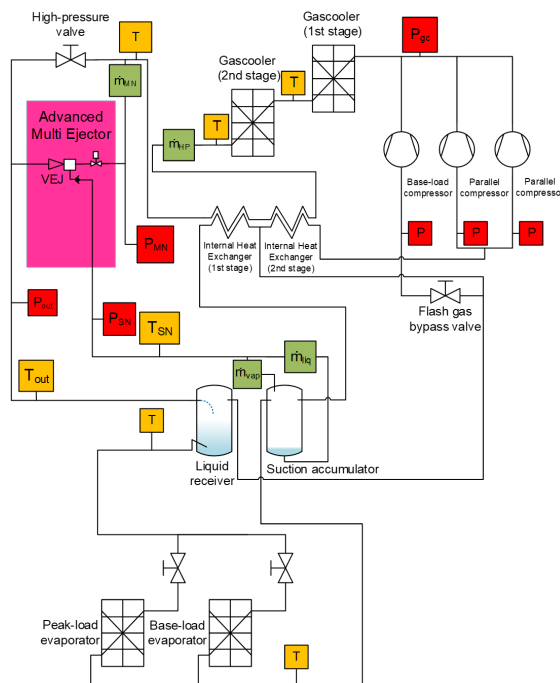 High-pressure
valve
T
ṁMN
Gascooler
(2nd stage)
Gascooler
(1st stage)
Pgc
T
T
ṁHP
Advanced
Multi Ejector
VEJ
PMN
Pout
PSN
TSN
Tout
Base-load
compressor
Parallel
compressor
Parallel
compressor
P
P
P
Internal Heat
Exchanger
(1st stage)
Internal Heat
Exchanger
(2nd stage)
Flash gas
bypass valve
ṁvap
ṁliq
T
Liquid
receiver
Suction accumulator
Peak-load
evaporator
Base-load
evaporator
T